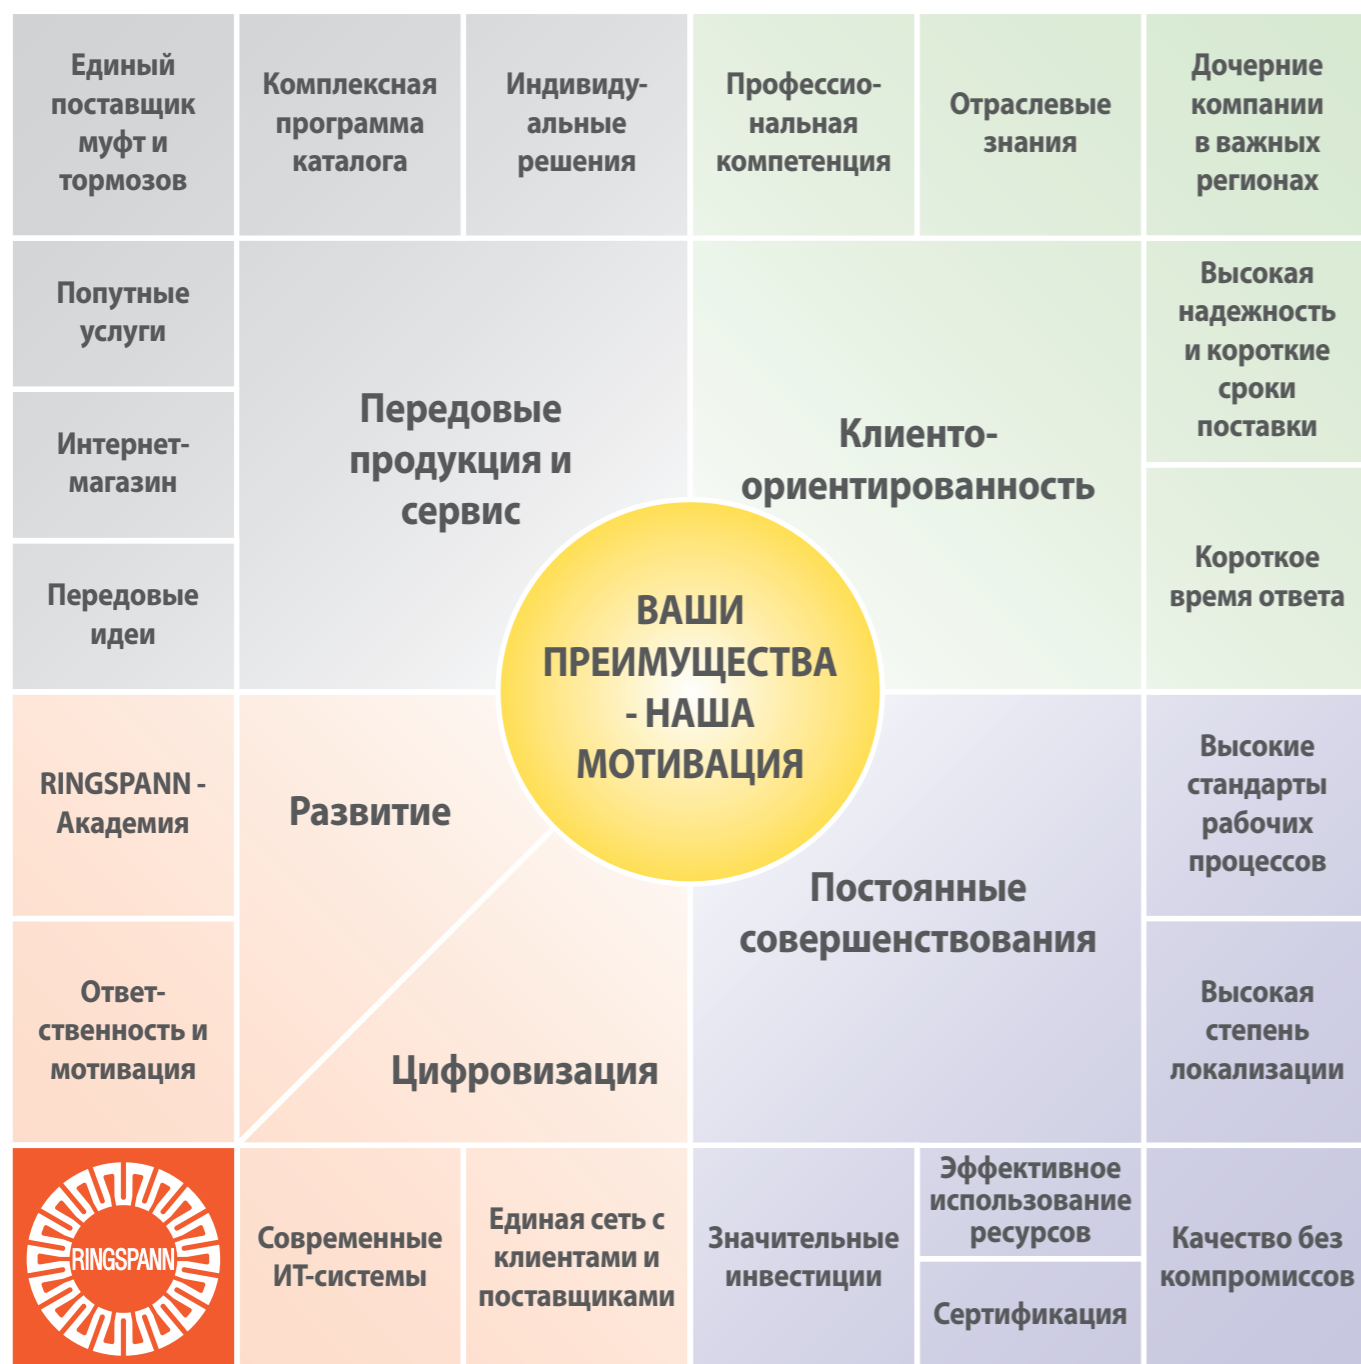 Единый
поставщик
муфт и
тормозов
Комплексная
программа
каталога
Индивиду-
альные
решения
Профессио-
нальная
компетенция
Отраслевые
знания
Дочерние
компании
в важных
регионах
Попутные
услуги
Интернет-
магазин
Передовые
идеи
Передовые
продукция и
сервис
Клиенто-
ориентированность
Высокая
надежность
и короткие
сроки
поставки
Короткое
время ответа
ВАШИ
ПРЕИМУЩЕСТВА
- НАША
МОТИВАЦИЯ
RINGSPANN -
Академия
Ответ-
ственность и
мотивация
Развитие
Цифровизация
Постоянные
совершенствования
Высокие
стандарты
рабочих
процессов
Высокая
степень
локализации
RINGSPANN
Современные
ИТ-системы
Единая сеть с
клиентами и
поставщиками
Значительные
инвестиции
Эффективное
использование
ресурсов
Сертификация
Качество без
компромиссов